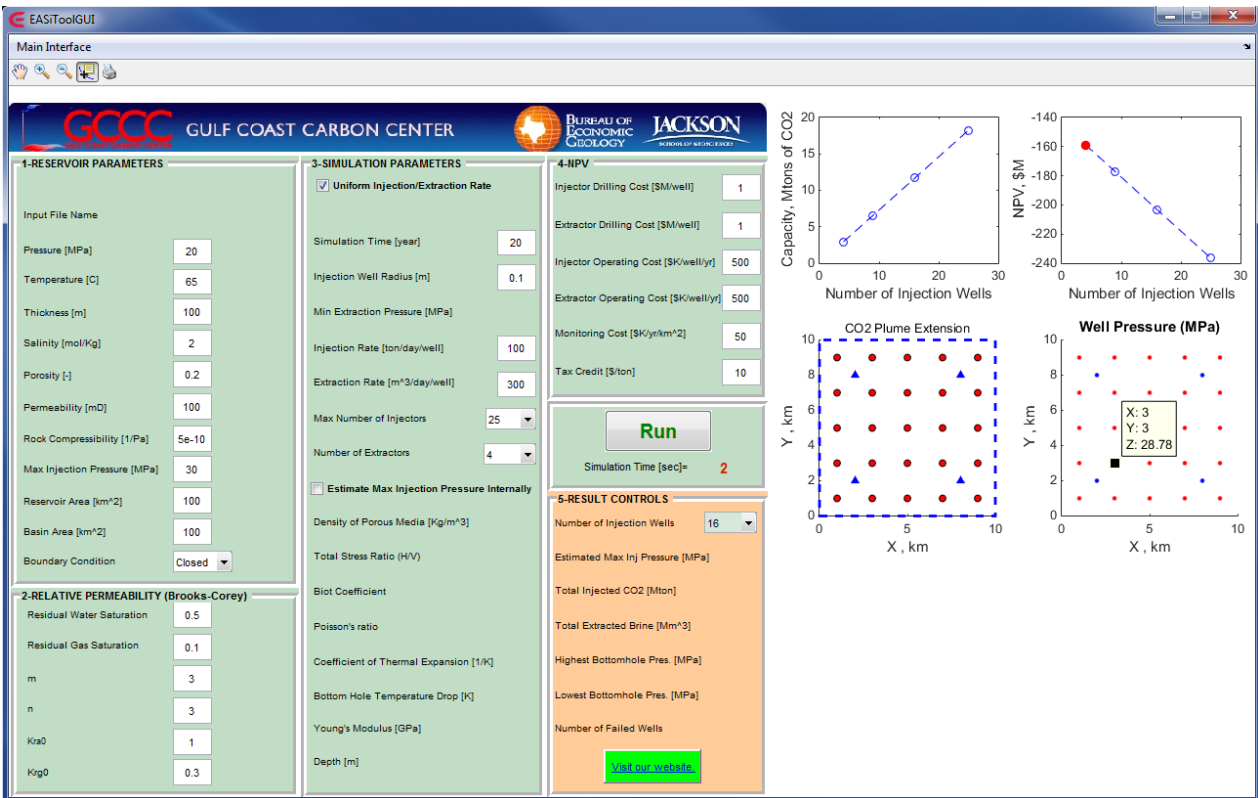 EASiToolGUI
Main Interface
GCCC GULF COAST CARBON CENTER
BUREAU OF
ECONOMIC
GEOLOGY
JACKSON
SCHOOL OF GEOSCIENCES
1-RESERVOIR PARAMETERS
Input File Name
Pressure [MPa] 20
Temperature [C] 65
Thickness [m] 100
Salinity [mol/Kg] 2
Porosity [-] 0.2
Permeability [mD] 100
Rock Compressibility [1/Pa] 5e-10
Max Injection Pressure [MPa] 30
Reservoir Area [km^2] 100
Basin Area [km^2] 100
Boundary Condition Closed
2-RELATIVE PERMEABILITY (Brooks-Corey)
Residual Water Saturation 0.5
Residual Gas Saturation 0.1
m 3
n 3
Kra0 1
Krg0 0.3
3-SIMULATION PARAMETERS
Uniform Injection/Extraction Rate
Simulation Time [year] 20
Injection Well Radius [m] 0.1
Min Extraction Pressure [MPa]
Injection Rate [ton/day/well] 100
Extraction Rate [m^3/day/well] 300
Max Number of Injectors 25
Number of Extractors 4
Estimate Max Injection Pressure Internally
Density of Porous Media [Kg/m^3]
Total Stress Ratio (H/V)
Biot Coefficient
Poisson's ratio
Coefficient of Thermal Expansion [1/K]
Bottom Hole Temperature Drop [K]
Young's Modulus [GPa]
Depth [m]
4-NPV
Injector Drilling Cost [$M/well] 1
Extractor Drilling Cost [$M/well] 1
Injector Operating Cost [$K/well/yr] 500
Extractor Operating Cost [$K/well/yr] 500
Monitoring Cost [$K/yr/km^2] 50
Tax Credit [$/ton] 10
Run
Simulation Time [sec]= 2
5-RESULT CONTROLS
Number of Injection Wells 16
Estimated Max Inj Pressure [MPa]
Total Injected CO2 [Mton]
Total Extracted Brine [Mm^3]
Highest Bottomhole Pres. [MPa]
Lowest Bottomhole Pres. [MPa]
Number of Failed Wells
Visit our website.
Capacity, Mtons of CO2
20
15
10
5
0
0 10 20 30
Number of Injection Wells
NPV, $M
-140
-160
-180
-200
-220
-240
0 10 20 30
Number of Injection Wells
CO2 Plume Extension
Y , km
10
8
6
4
2
0
0 5 10
X , km
Well Pressure (MPa)
Y , km
10
8
6
4
2
0
X: 3
Y: 3
Z: 28.78
0 5 10
X , km